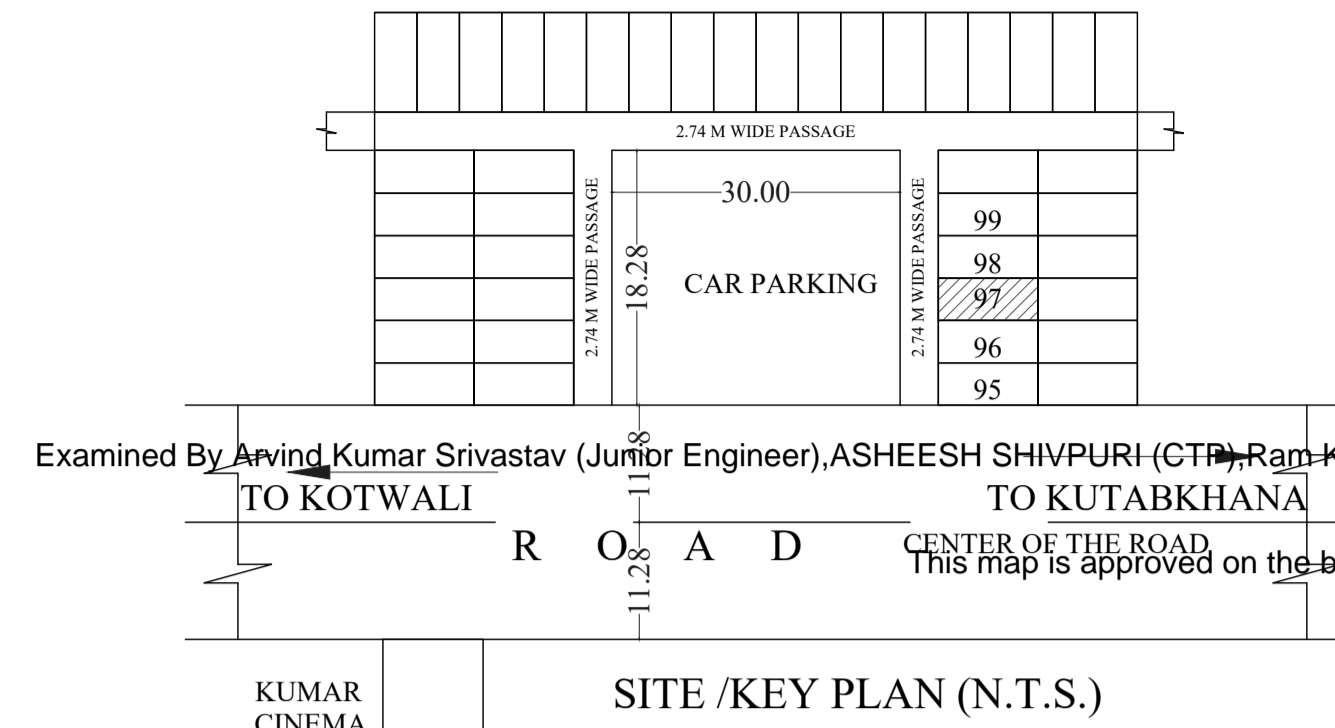 2.74 M WIDE PASSAGE
2.74 M WIDE PASSAGE
30.00
18.28
CAR PARKING
2.74 M WIDE PASSAGE
99
98
97
96
95
Examined By Arvind Kumar Srivastav (Junior Engineer),ASHEESH SHIVPURI (CTP),Ram
11.28
TO KOTWALI
TO KUTABKHANA
R O A D
CENTER OF THE ROAD
This map is approved on the
11.28
KUMAR
CINEMA
SITE /KEY PLAN (N.T.S.)